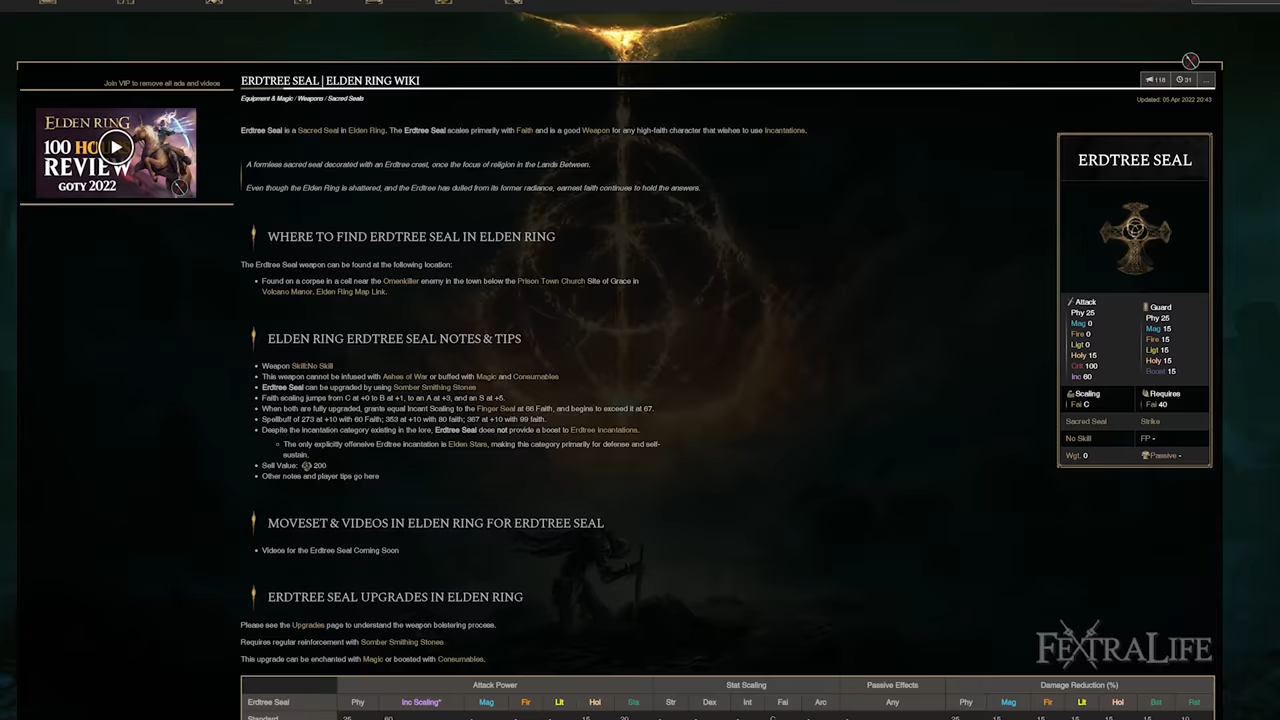 Join VIP to remove all ads and videos
ELDEN RING
100 HO
REVIEW
GOTY 2022
ERDTREE SEAL | ELDEN RING WIKI
118
31
...
Equipment & Magic / Weapons / Sacred Seals
Updated: 05 Apr 2022 20:43
Erdtree Seal is a Sacred Seal in Elden Ring. The Erdtree Seal scales primarily with Faith and is a good Weapon for any high-faith character that wishes to use Incantations.
A formless sacred seal decorated with an Erdtree crest, once the focus of religion in the Lands Between.
Even though the Elden Ring is shattered, and the Erdtree has dulled from its former radiance, earnest faith continues to hold the answers.
WHERE TO FIND ERDTREE SEAL IN ELDEN RING
The Erdtree Seal weapon can be found at the following location:
Found on a corpse in a cell near the Omenkiller enemy in the town below the Prison Town Church Site of Grace in
Volcano Manor. Elden Ring Map Link.
ELDEN RING ERDTREE SEAL NOTES & TIPS
Weapon Skill:No Skill
This weapon cannot be infused with Ashes of War or buffed with Magic and Consumables
Erdtree Seal can be upgraded by using Somber Smithing Stones
Faith scaling jumps from C at +0 to B at +1, to an A at +3, and an S at +5.
When both are fully upgraded, grants equal Incant Scaling to the Finger Seal at 66 Faith, and begins to exceed it at 67.
Spellbuff of 273 at +10 with 60 Faith; 353 at +10 with 80 faith; 367 at +10 with 99 faith.
Despite the incantation category existing in the lore, Erdtree Seal does not provide a boost to Erdtree Incantations.
The only explicitly offensive Erdtree incantation is Elden Stars, making this category primarily for defense and self-
sustain.
Sell Value: 200
Other notes and player tips go here
MOVESET & VIDEOS IN ELDEN RING FOR ERDTREE SEAL
Videos for the Erdtree Seal Coming Soon
ERDTREE SEAL UPGRADES IN ELDEN RING
Please see the Upgrades page to understand the weapon bolstering process.
Requires regular reinforcement with Somber Smithing Stones
This upgrade can be enchanted with Magic or boosted with Consumables.
ERDTREE SEAL
Attack
Phy 25
Mag 0
Fire 0
Ligt 0
Holy 15
Crit 100
Inc 60
Guard
Phy 25
Mag 15
Fire 15
Ligt 15
Holy 15
Boost 15
Scaling
Fai C
Requires
Fai 40
Sacred Seal Strike
No Skill FP -
Wgt. 0 Passive -
FEXTRALIFE
Attack Power Stat Scaling Passive Effects Damage Reduction (%)
Erdtree Seal Phy Inc Scaling* Mag Fir Lit Hol Sta Str Dex Int Fai Arc Any Phy Mag Fir Lit Hol Bst Rst
Standard 25 60 - - - 15 20 - - - C - - 25 15 15 15 15 15 10